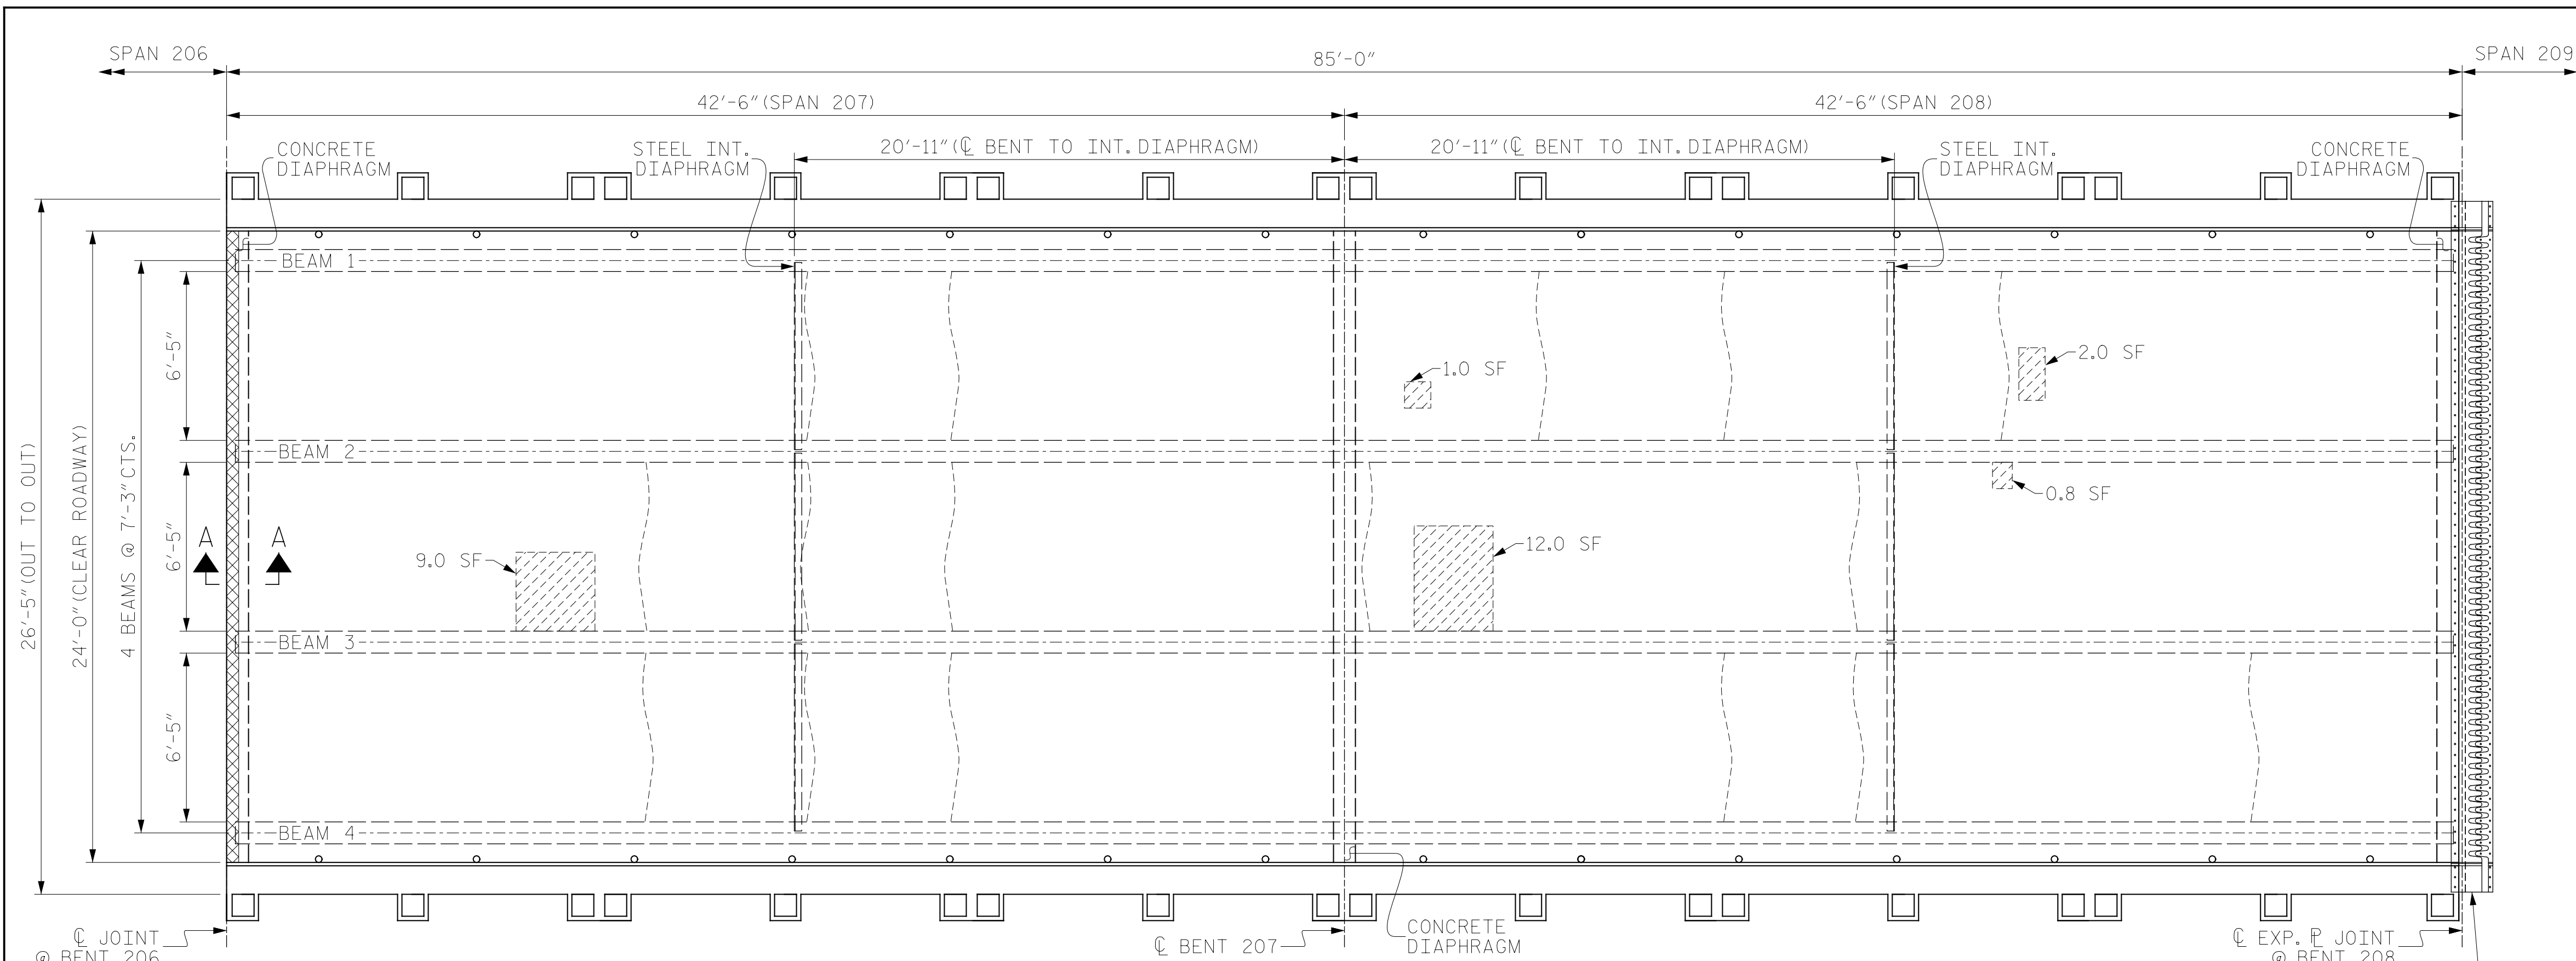 SPAN 206
85'-0"
SPAN 209
42'-6"(SPAN 207)
42'-6"(SPAN 208)
20'-11"(℄ BENT TO INT. DIAPHRAGM)
20'-11"(℄ BENT TO INT. DIAPHRAGM)
CONCRETE
DIAPHRAGM
STEEL INT.
DIAPHRAGM
STEEL INT.
DIAPHRAGM
CONCRETE
DIAPHRAGM
26'-5"(OUT TO OUT)
24'-0"(CLEAR ROADWAY)
4 BEAMS @ 7'-3" CTS.
6'-5"
6'-5"
6'-5"
BEAM 1
BEAM 2
BEAM 3
BEAM 4
A
A
9.0 SF
1.0 SF
12.0 SF
2.0 SF
0.8 SF
℄ JOINT
@ BENT 206
℄ BENT 207
CONCRETE
DIAPHRAGM
℄ EXP. ⅊ JOINT
@ BENT 208